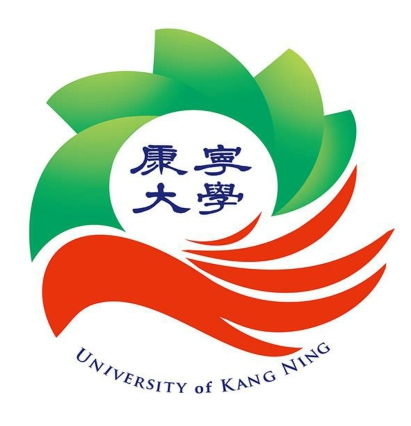 康寧
大學
UNIVERSITY of KANG NING